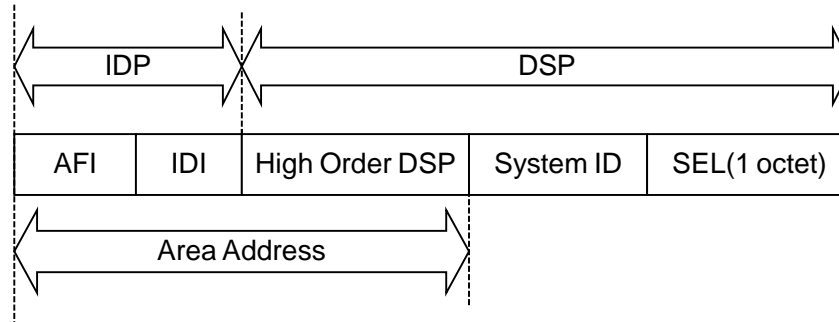 IDP DSP
AFI IDI High Order DSP System ID SEL(1 octet)
Area Address